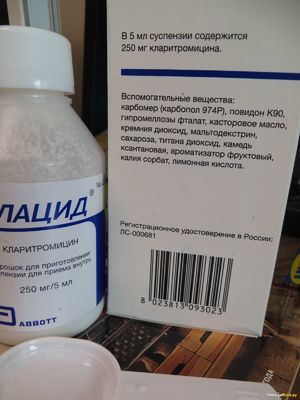 В 5 мл суспензии содержится
250 мг кларитромицина.
Вспомогательные вещества:
карбомер (карбопол 974Р), повидон К90,
гипромеллозы фталат, касторовое масло,
кремния диоксид, мальтодекстрин,
сахароза, титана диоксид, камедь
ксантановая, ароматизатор фруктовый,
калия сорбат, лимонная кислота.
Регистрационное удостоверение в России:
ЛС-000681
8 023813 093023
ЛАЦИД®
КЛАРИТРОМИЦИН
рошок для приготовления
спензии для приема внутрь
250 мг/5 мл
ABBOTT